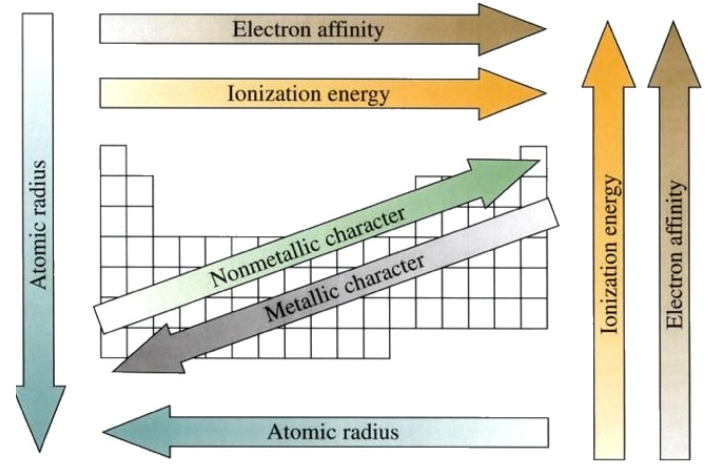 Electron affinity
Ionization energy
Atomic radius
Nonmetallic character
Metallic character
Ionization energy
Electron affinity
Atomic radius